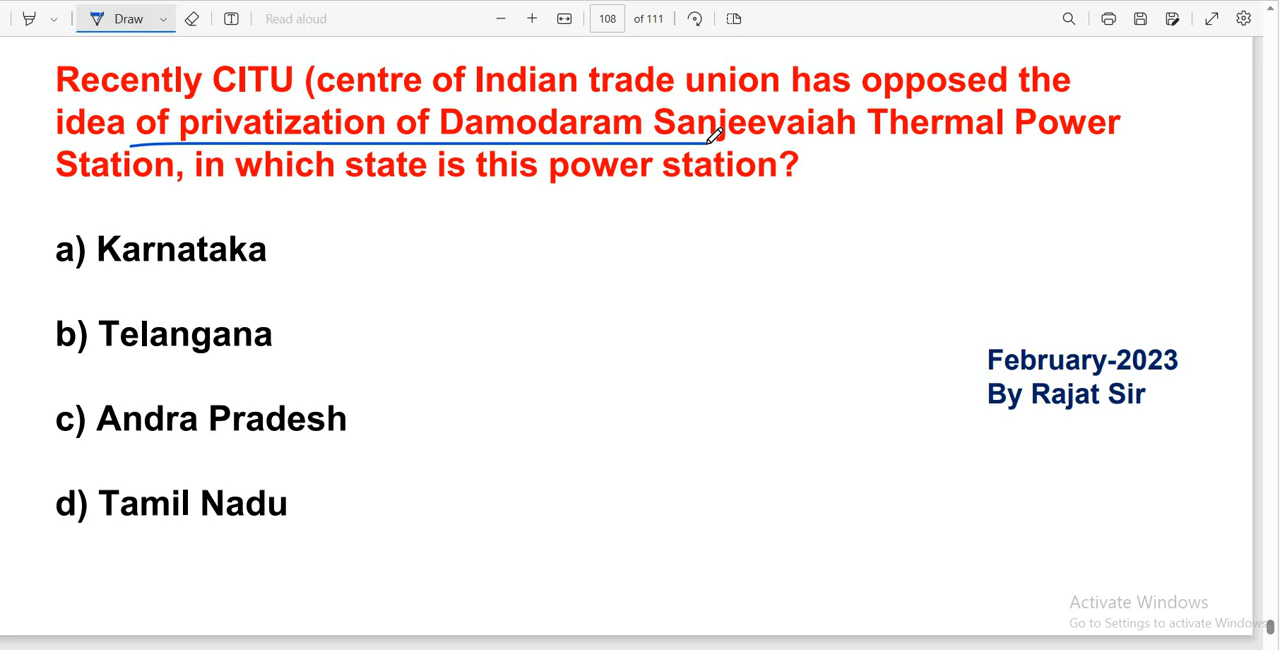 Draw
Read aloud
108 of 111
Recently CITU (centre of Indian trade union has opposed the
idea of privatization of Damodaram Sanjeevaiah Thermal Power
Station, in which state is this power station?
a) Karnataka
b) Telangana
c) Andra Pradesh
d) Tamil Nadu
February-2023
By Rajat Sir
Activate Windows
Go to Settings to activate Windows